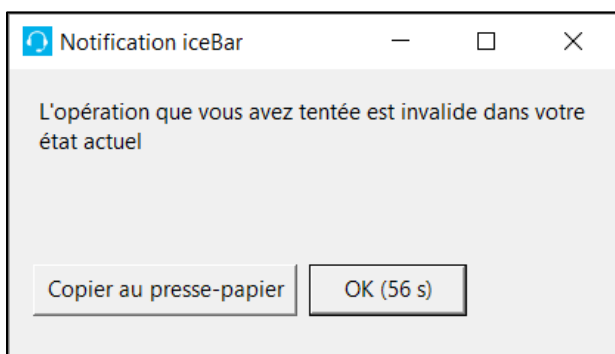 Notification iceBar
L'opération que vous avez tentée est invalide dans votre
état actuel
Copier au presse-papier
OK (56 s)